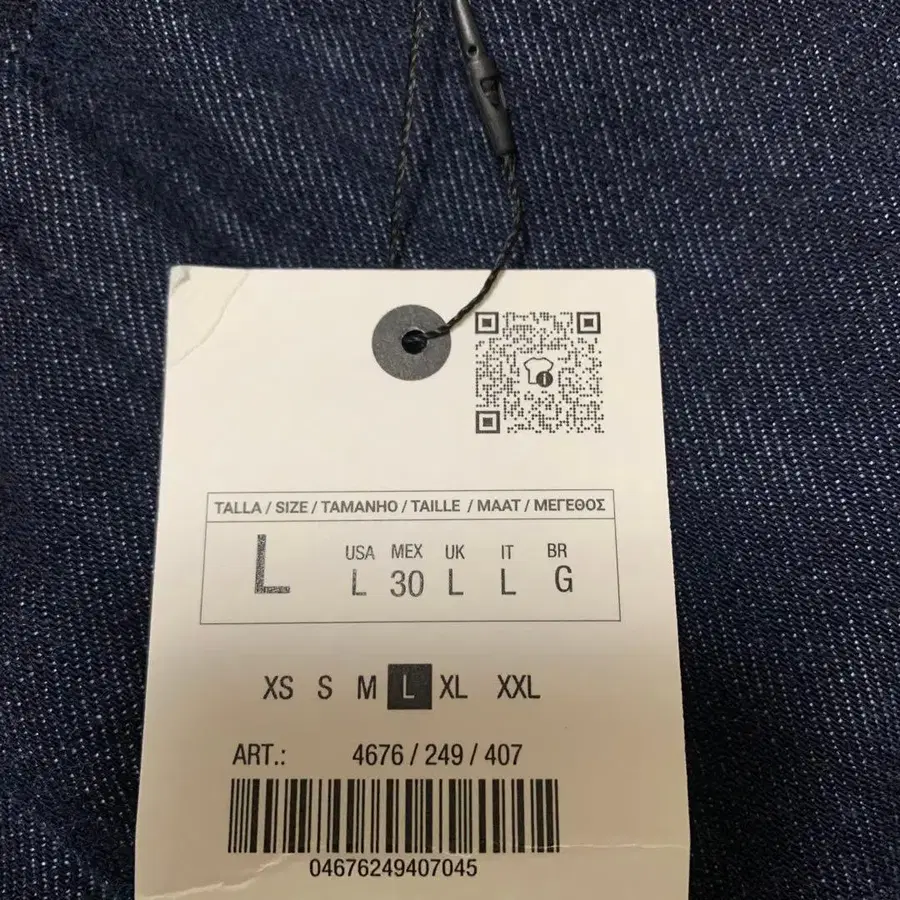 TALLA / SIZE / TAMANHO / TAILLE / MAAT / ΜΕΓΕΘΟΣ
L
USA MEX UK IT BR
L 30 L L G
XS S M L XL XXL
ART.: 4676 / 249 / 407
04676249407045